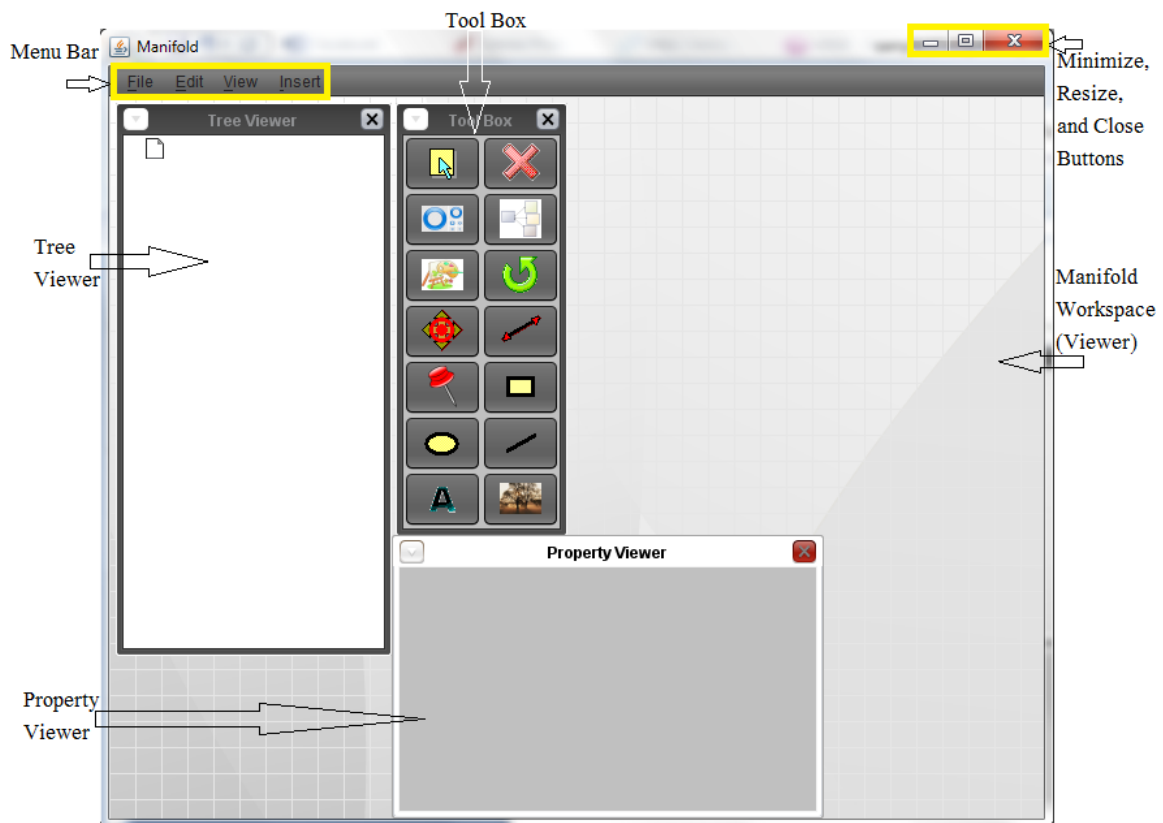 Tool Box
Menu Bar
Manifold
Minimize,
Resize,
and Close
Buttons
File Edit View Insert
Tree Viewer
Tool Box
Tree
Viewer
Manifold
Workspace
(Viewer)
Property Viewer
Property
Viewer